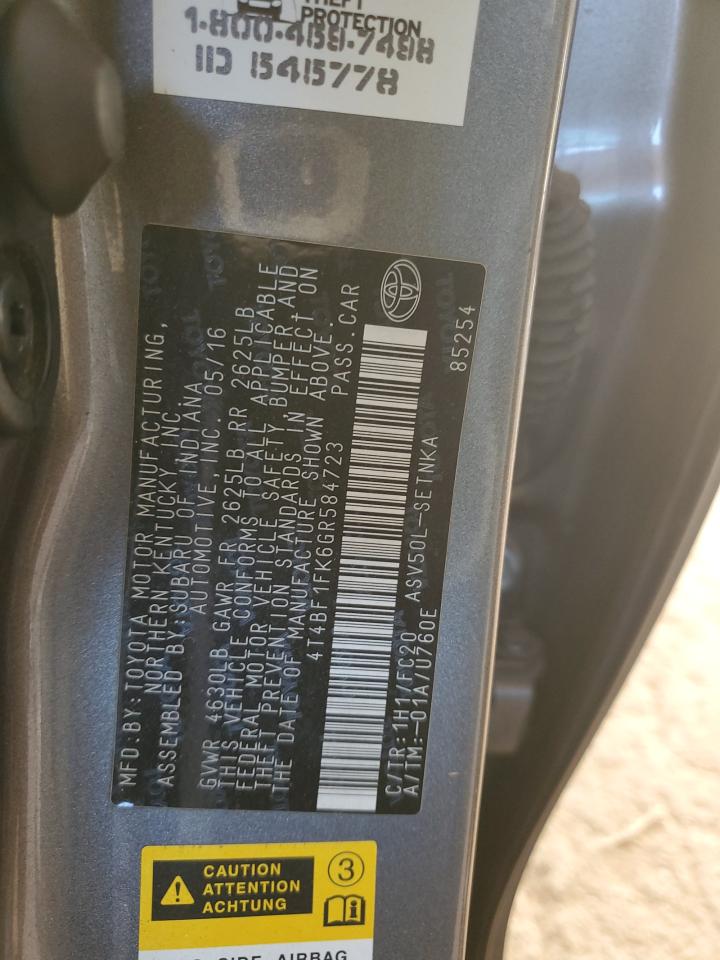 THEFT
PROTECTION
1-800-459-7498
ID 5415778
MFD.BY:TOYOTA MOTOR MANUFACTURING,
NORTHERN KENTUCKY INC.
ASSEMBLED BY:SUBARU OF INDIANA
AUTOMOTIVE, INC. 05/16
GVWR 4630LB GAWR FR 2625LB RR 2625LB
THIS VEHICLE CONFORMS TO ALL APPLICABLE
FEDERAL MOTOR VEHICLE SAFETY, BUMPER,AND
THEFT PREVENTION STANDARDS IN EFFECT ON
THE DATE OF MANUFACTURE SHOWN ABOVE.
4T4BF1FK6GR584723 PASS.CAR
C/TR:1H1/FC20 ASV50L-SETNKA
A/TM:-01A/U760E
85254
CAUTION
ATTENTION
ACHTUNG
3
SIDE AIRBAG